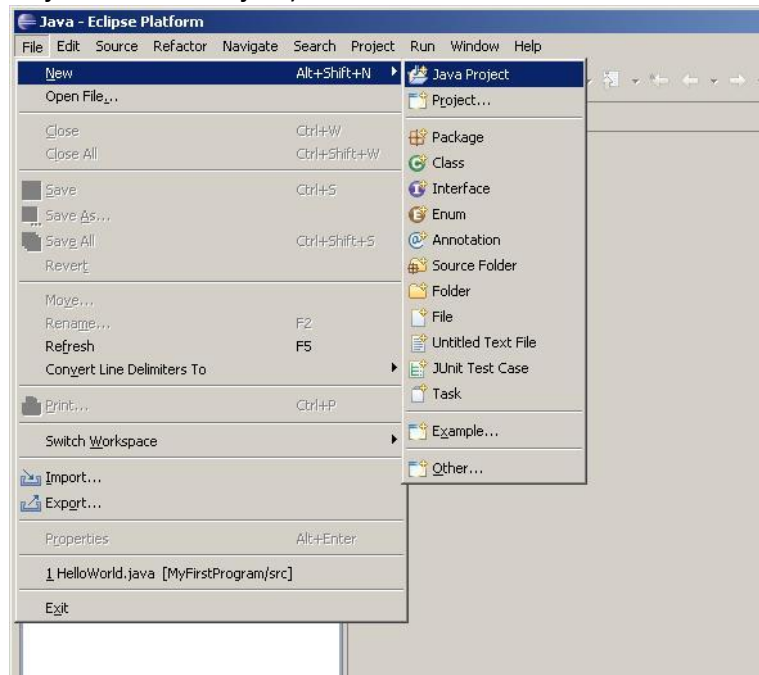 Java - Eclipse Platform
File Edit Source Refactor Navigate Search Project Run Window Help
New Alt+Shift+N
Open File...
Close Ctrl+W
Close All Ctrl+Shift+W
Save Ctrl+S
Save As...
Save All Ctrl+Shift+S
Revert
Move...
Rename... F2
Refresh F5
Convert Line Delimiters To
Print... Ctrl+P
Switch Workspace
Import...
Export...
Properties Alt+Enter
1 HelloWorld.java [MyFirstProgram/src]
Exit
Java Project
Project...
Package
Class
Interface
Enum
Annotation
Source Folder
Folder
File
Untitled Text File
JUnit Test Case
Task
Example...
Other...